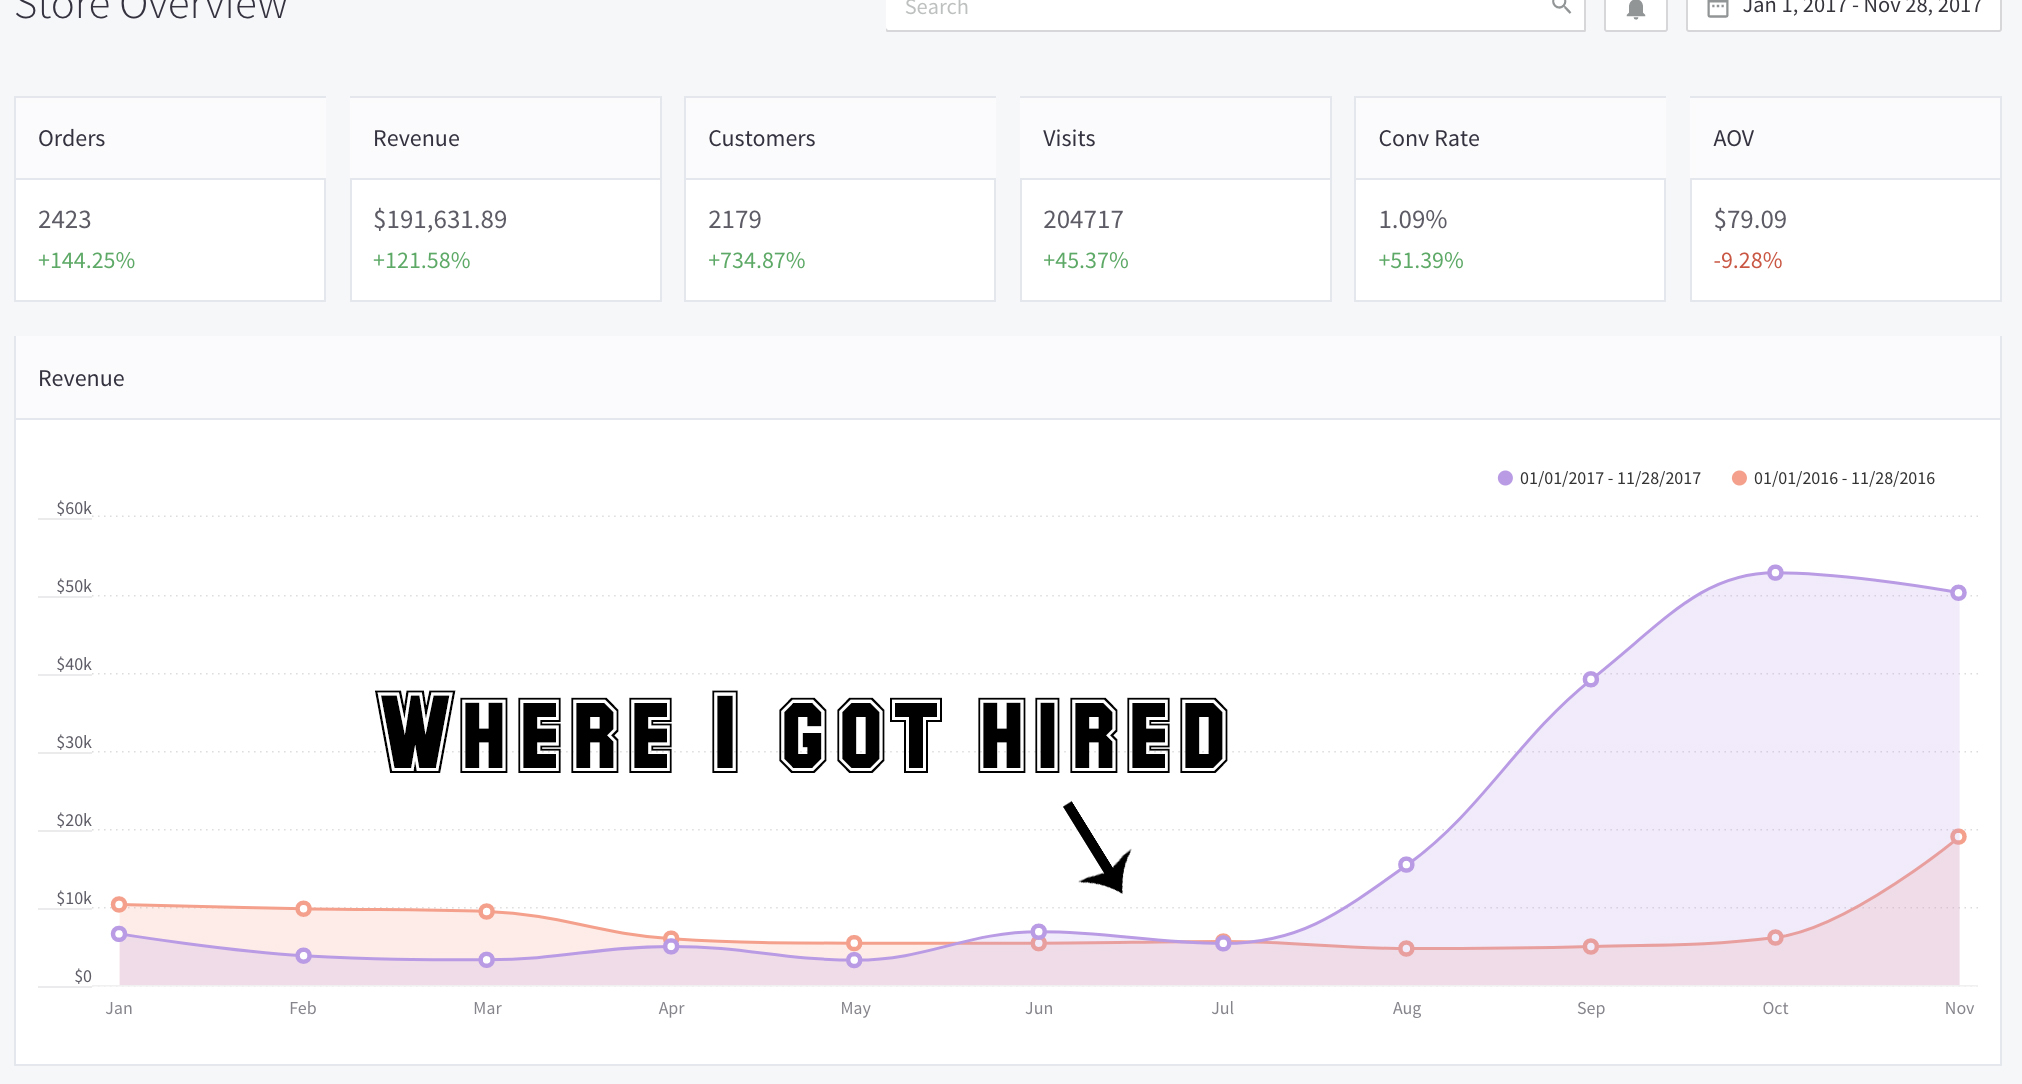 Store Overview
Search
Jan 1, 2017 - Nov 28, 2017
Orders
2423
+144.25%
Revenue
$191,631.89
+121.58%
Customers
2179
+734.87%
Visits
204717
+45.37%
Conv Rate
1.09%
+51.39%
AOV
$79.09
-9.28%
Revenue
01/01/2017 - 11/28/2017
01/01/2016 - 11/28/2016
$60k
$50k
$40k
$30k
$20k
$10k
$0
Where I got hired
Jan Feb Mar Apr May Jun Jul Aug Sep Oct Nov